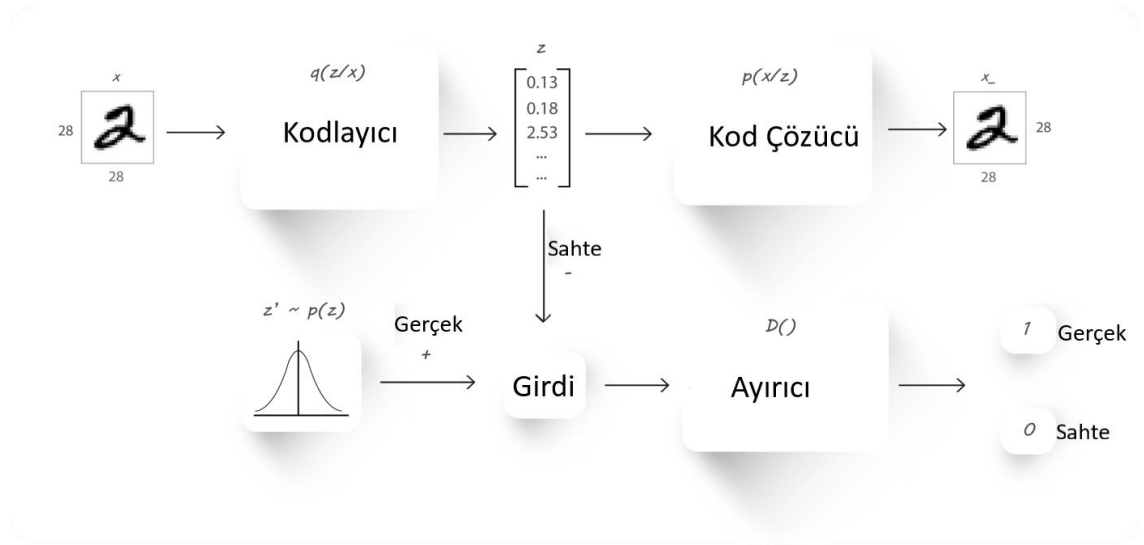 x
28
28
q(z/x)
Kodlayıcı
z
0.13
0.18
2.53
...
...
p(x/z)
Kod Çözücü
x_
28
28
Sahte
-
z' ~ p(z)
Gerçek
+
Girdi
D()
Ayırıcı
1 Gerçek
0 Sahte